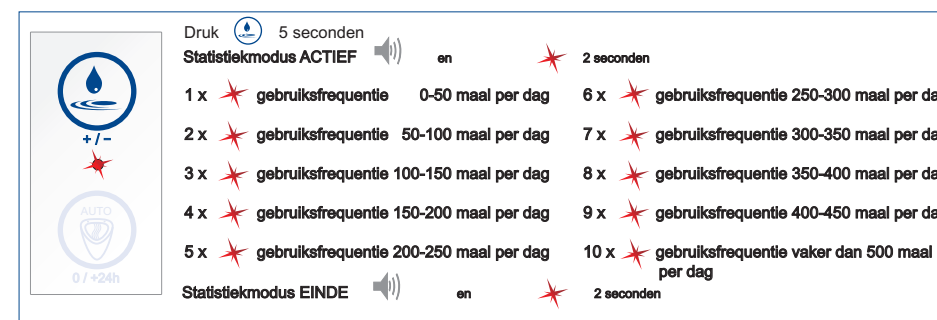 Druk 5 seconden
Statistiekmodus ACTIEF en 2 seconden
1 x gebruiksfrequentie 0-50 maal per dag
2 x gebruiksfrequentie 50-100 maal per dag
3 x gebruiksfrequentie 100-150 maal per dag
4 x gebruiksfrequentie 150-200 maal per dag
5 x gebruiksfrequentie 200-250 maal per dag
6 x gebruiksfrequentie 250-300 maal per da
7 x gebruiksfrequentie 300-350 maal per da
8 x gebruiksfrequentie 350-400 maal per da
9 x gebruiksfrequentie 400-450 maal per da
10 x gebruiksfrequentie vaker dan 500 maal
per dag
Statistiekmodus EINDE en 2 seconden
+ / −
AUTO
0 / +24h